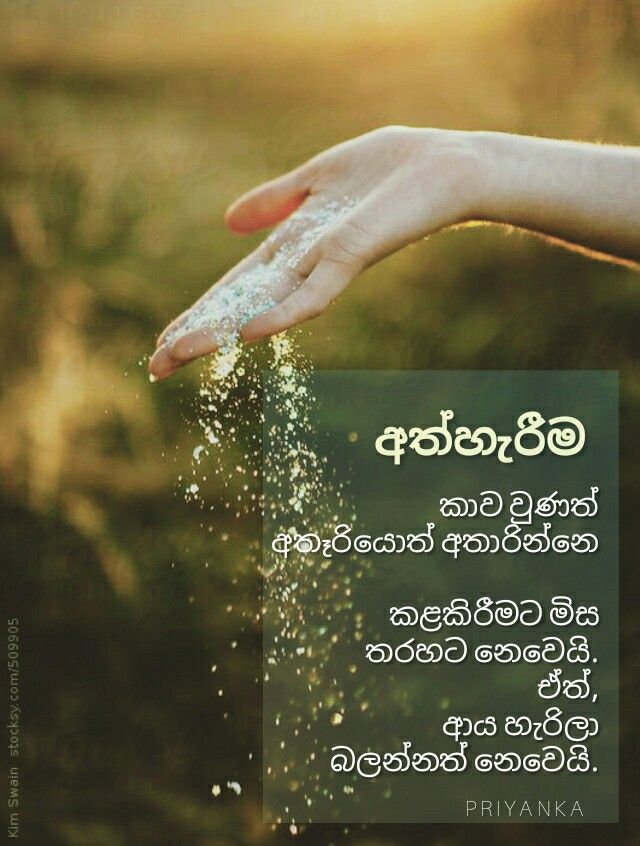 අත්හැරීම
කාව වුණත්
අතෑරියොත් අතාරින්නෙ
කළකිරීමට මිස
තරහට නෙවෙයි.
ඒත්,
ආය හැරිලා
බලන්නත් නෙවෙයි.
PRIYANKA
Kim Swain stocksy.com/509905